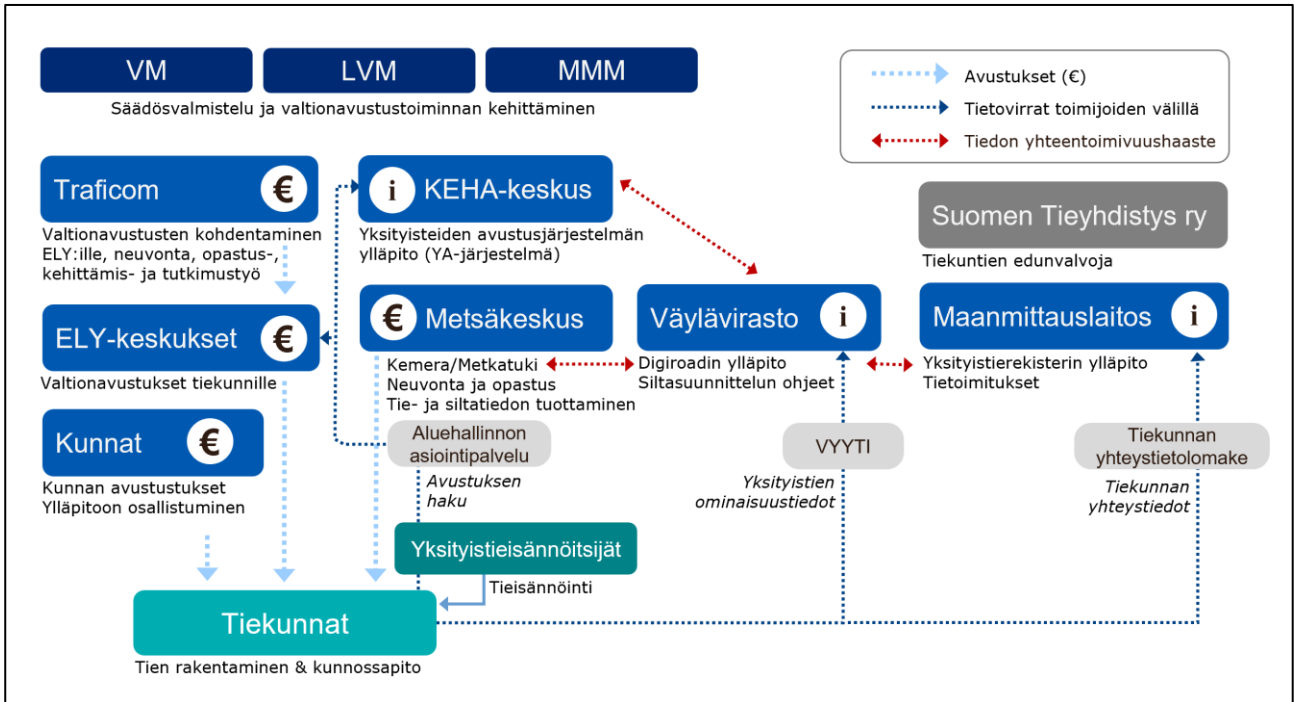 VM
LVM
MMM
Säädösvalmistelu ja valtionavustustoiminnan kehittäminen
Avustukset (€)
Tietovirrat toimijoiden välillä
Tiedon yhteentoimivuushaaste
Traficom
€
Valtionavustusten kohdentaminen
ELY:ille, neuvonta, opastus-,
kehittämis- ja tutkimustyö
i
KEHA-keskus
Yksityisteiden avustusjärjestelmän
ylläpito (YA-järjestelmä)
Suomen Tieyhdistys ry
Tiekuntien edunvalvoja
ELY-keskukset
€
Valtionavustukset tiekunnille
€
Metsäkeskus
Kemera/Metkatuki
Neuvonta ja opastus
Tie- ja siltatiedon tuottaminen
Väylävirasto
i
Digiroadin ylläpito
Siltasuunnittelun ohjeet
Maanmittauslaitos
i
Yksityistierekisterin ylläpito
Tietoimitukset
Kunnat
€
Kunnan avustustukset
Ylläpitoon osallistuminen
Aluehallinnon
asiointipalvelu
Avustuksen
haku
VYYTI
Yksityistien
ominaisuustiedot
Tiekunnan
yhteystietolomake
Tiekunnan
yhteystiedot
Yksityistieisännöitsijät
Tieisännöinti
Tiekunnat
Tien rakentaminen & kunnossapito